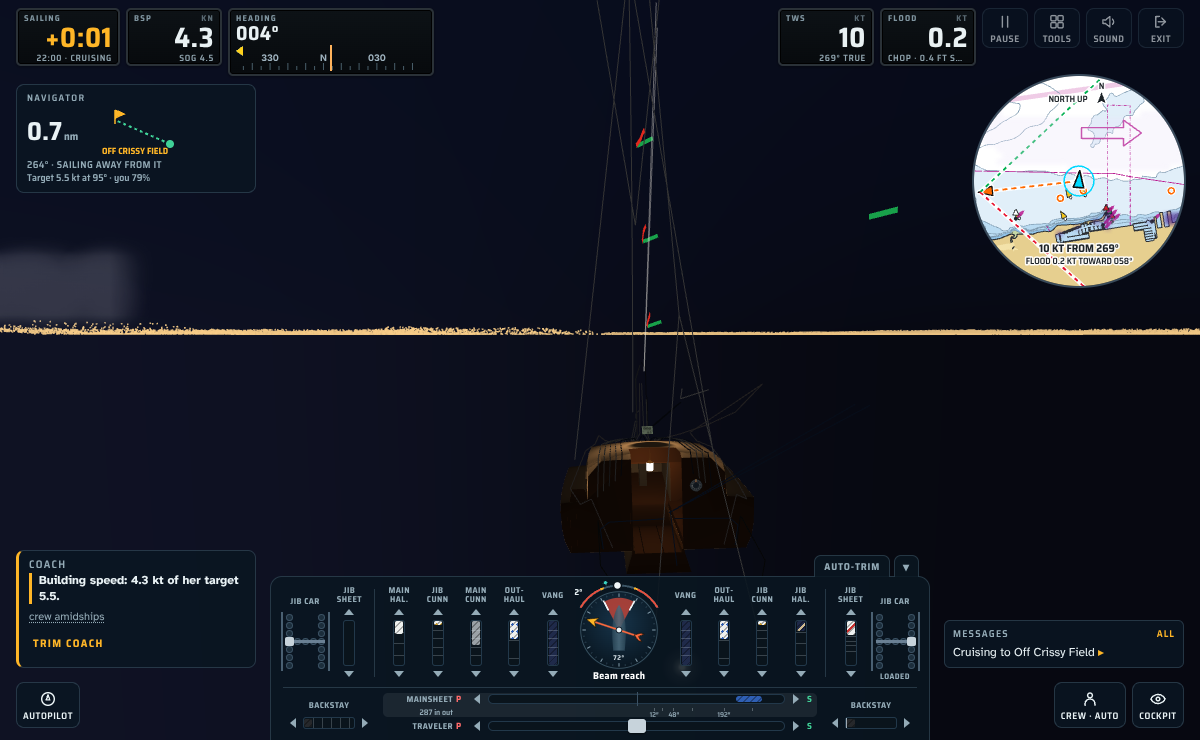 SAILING
+0:01
22:00 · CRUISING
BSP KN
4.3
SOG 4.5
HEADING
004°
330 N 030
TWS KT
10
269° TRUE
FLOOD KT
0.2
CHOP · 0.4 FT S...
PAUSE
TOOLS
SOUND
EXIT
NAVIGATOR
0.7 nm
OFF CRISSY FIELD
264° · SAILING AWAY FROM IT
Target 5.5 kt at 95° · you 79%
N
NORTH UP
10 KT FROM 269°
FLOOD 0.2 KT TOWARD 058°
COACH
Building speed: 4.3 kt of her target 5.5.
crew amidships
TRIM COACH
AUTOPILOT
AUTO-TRIM ▼
JIB CAR
JIB SHEET
MAIN HAL.
JIB CUNN
MAIN CUNN
OUT-HAUL
VANG
2°
72°
Beam reach
VANG
OUT-HAUL
JIB CUNN
JIB HAL.
JIB SHEET
JIB CAR
LOADED
BACKSTAY
MAINSHEET P
S
287 in out
12° 48° 192°
TRAVELER P
S
BACKSTAY
MESSAGES ALL
Cruising to Off Crissy Field ▸
CREW · AUTO
COCKPIT